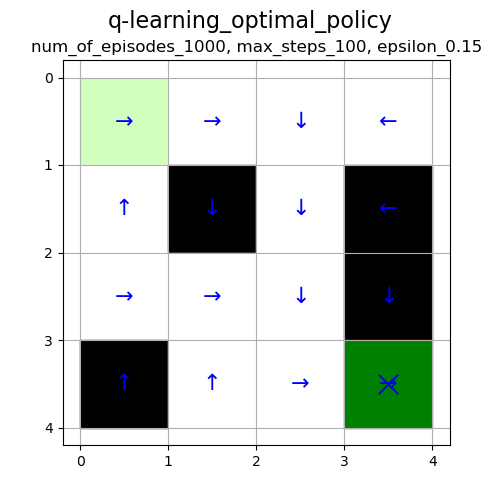 q-learning_optimal_policy
num_of_episodes_1000, max_steps_100, epsilon_0.15
0
→ → ↓ ←
1
↑ ↓ ↓ ←
2
→ → ↓ ↓
3
↑ ↑ →
4
0 1 2 3 4